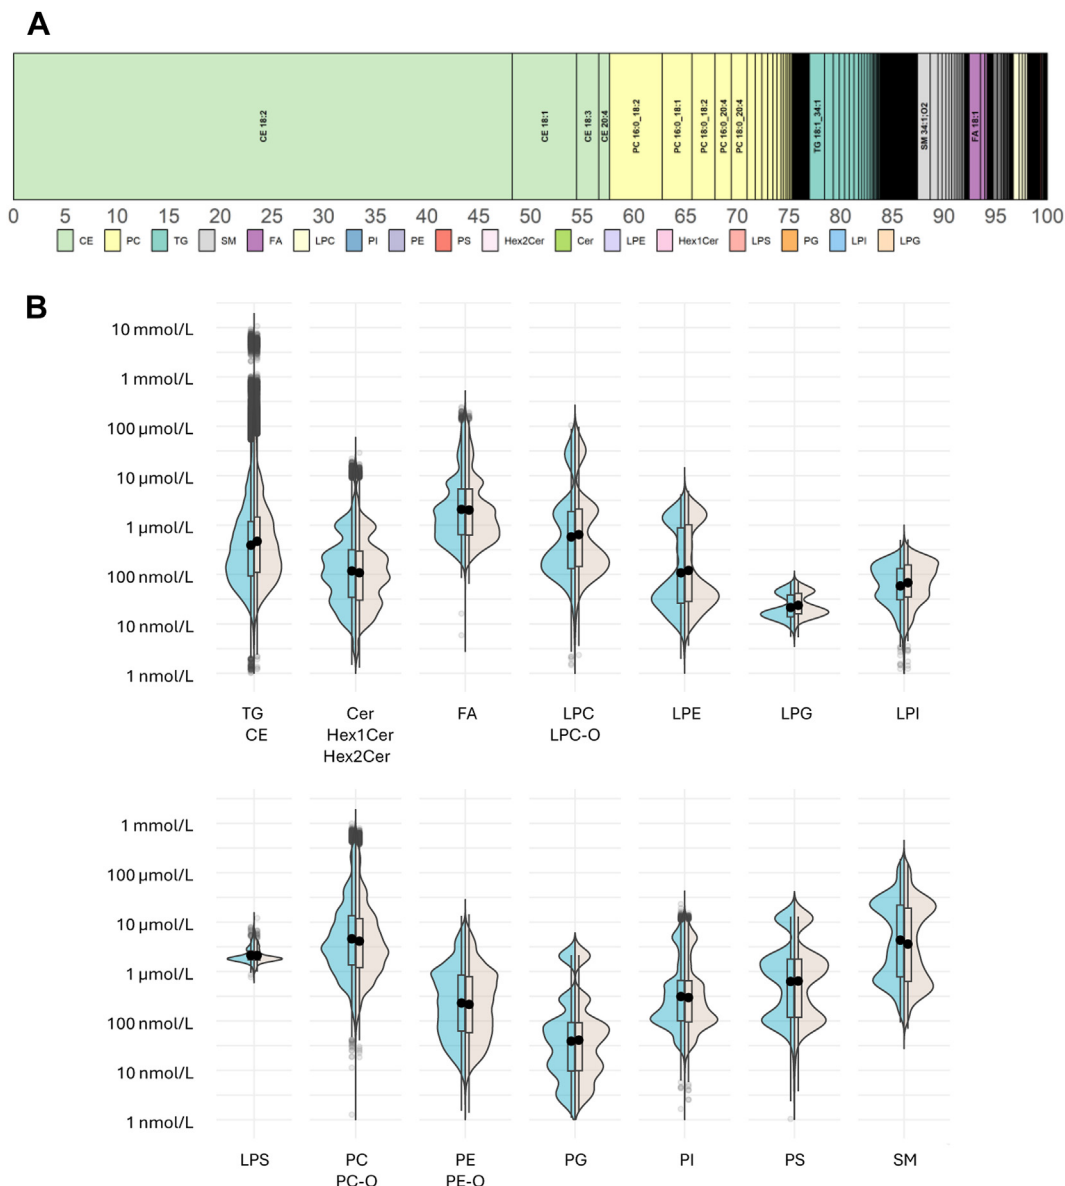 A
CE 18:2
CE 18:1
CE 18:3
CE 20:4
PC 16:0_18:2
PC 16:0_18:1
PC 18:0_18:2
PC 16:0_20:4
PC 18:0_20:4
TG 18:1_34:1
SM 34:1;O2
FA 18:1
0 5 10 15 20 25 30 35 40 45 50 55 60 65 70 75 80 85 90 95 100
CE PC TG SM FA LPC PI PE PS Hex2Cer Cer LPE Hex1Cer LPS PG LPI LPG
B
10 mmol/L
1 mmol/L
100 µmol/L
10 µmol/L
1 µmol/L
100 nmol/L
10 nmol/L
1 nmol/L
TG Cer FA LPC LPE LPG LPI
CE Hex1Cer LPC-O
Hex2Cer
1 mmol/L
100 µmol/L
10 µmol/L
1 µmol/L
100 nmol/L
10 nmol/L
1 nmol/L
LPS PC PE PG PI PS SM
PC-O PE-O